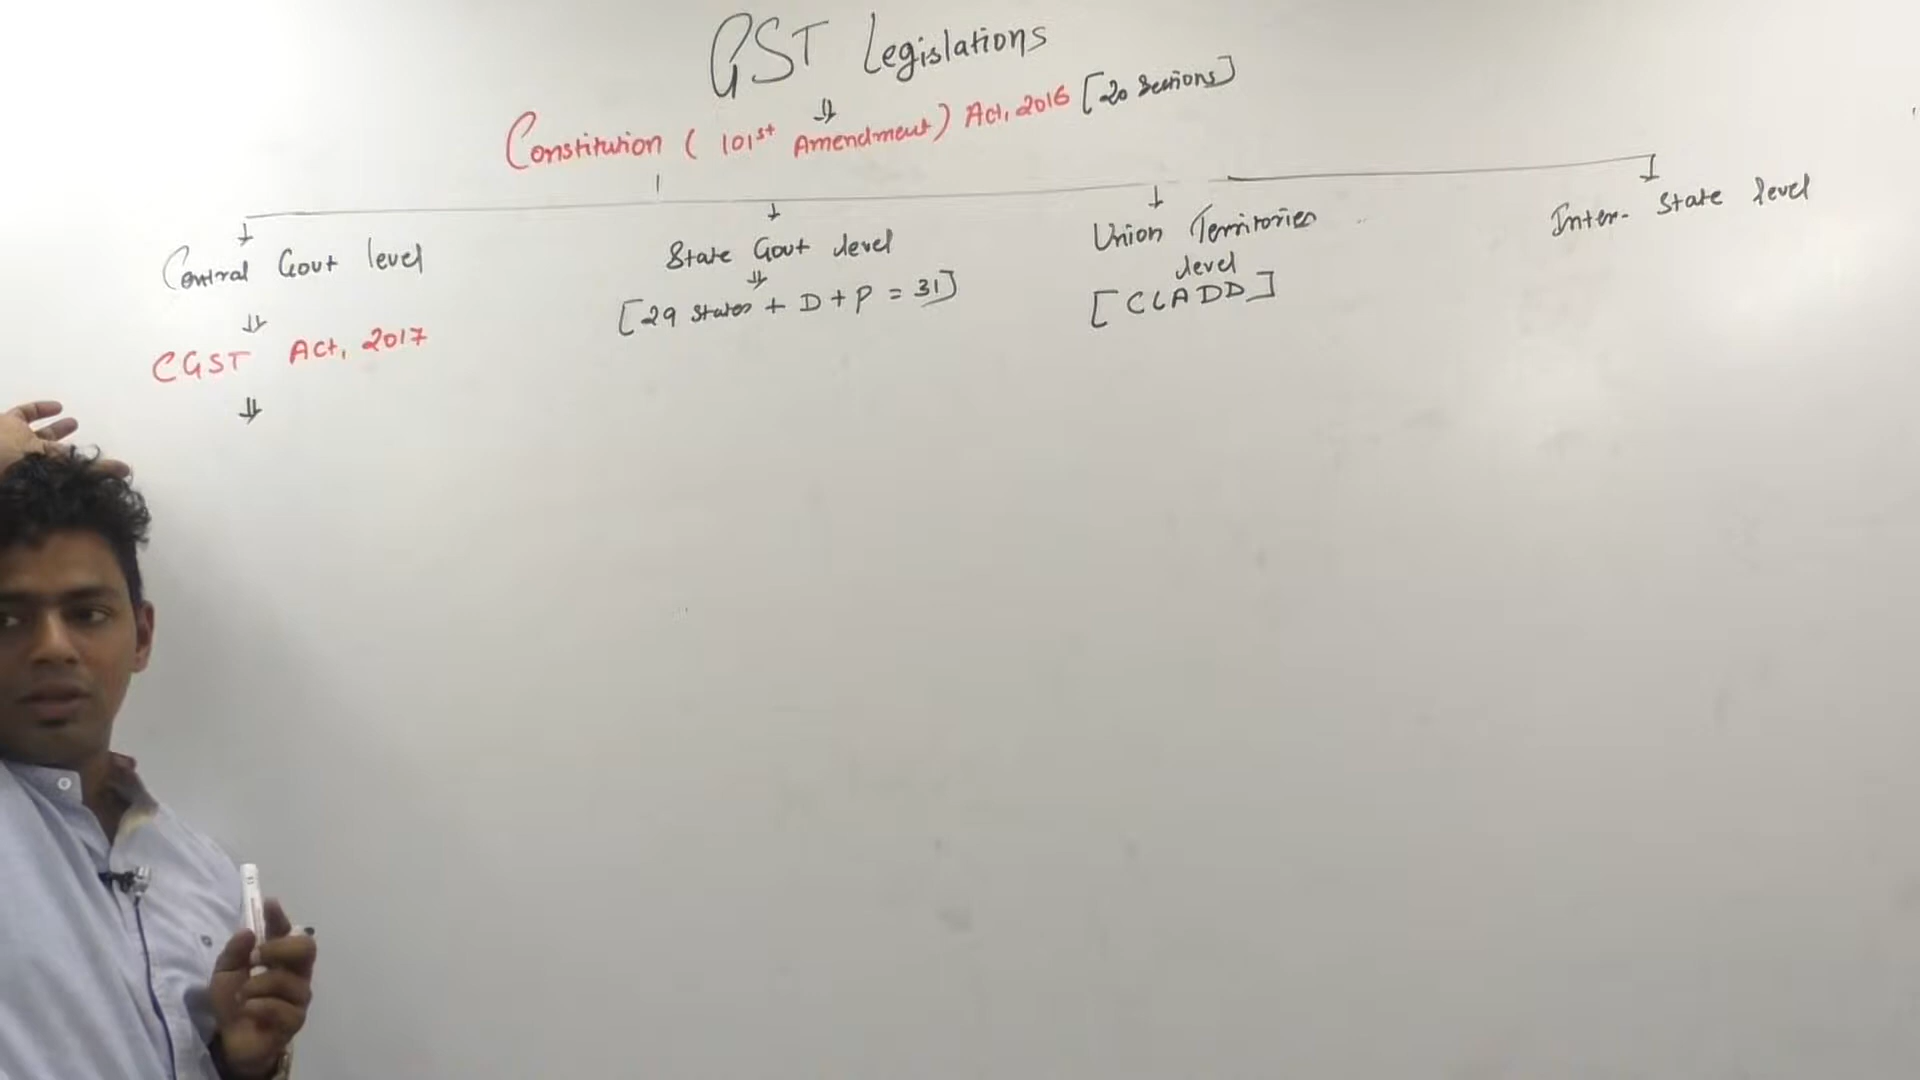 GST Legislations
Constitution (101st Amendment) Act, 2016 [20 Sections]
Central Govt level
State Govt level
Union Territories level
Inter-State level
[29 States + D + P = 31]
[CLADD]
CGST Act, 2017